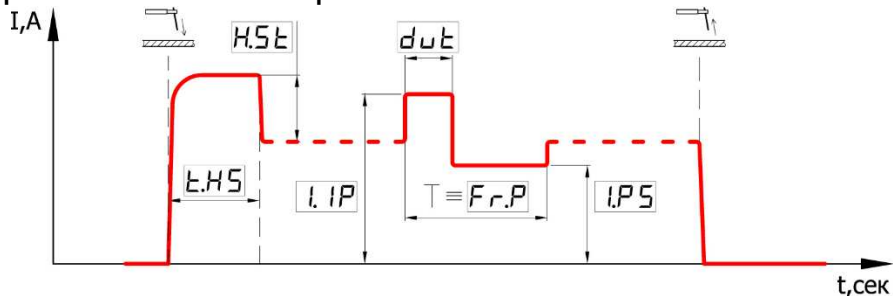 I,A
H.St
dut
t.HS
I.IP
T ≡ Fr.P
I.PS
t,сек